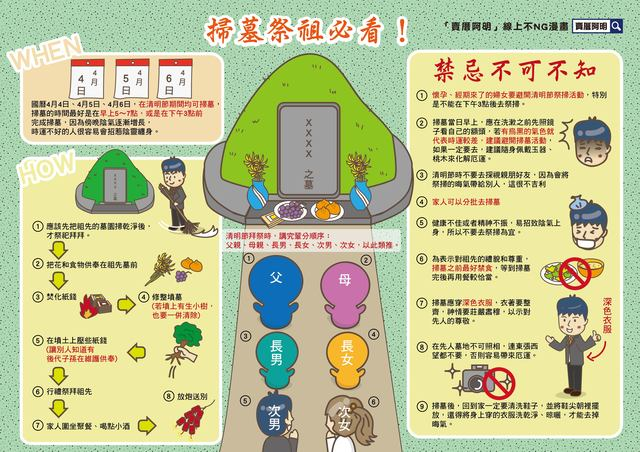 掃墓祭祖必看！
「賣厝阿明」線上不NG漫畫
賣厝阿明
WHEN
4月
4日
4月
5日
4月
6日
國曆4月4日、4月5日、4月6日，在清明節期間均可掃墓，
掃墓的時間最好是在早上5～7點，或是在下午3點前
完成掃墓，因為傍晚陰氣逐漸增長，
時運不好的人很容易會招惹陰靈纏身。
HOW
XXXX
之墓
① 應該先把祖先的墓園掃乾淨後，
才祭祀拜拜。
② 把花和食物供奉在祖先墓前
③ 焚化紙錢
④ 修整墳墓
(若墳上有生小樹，
也要一併清除)
⑤ 在墳土上壓些紙錢
(讓別人知道有
後代子孫在維護供奉)
⑥ 行禮祭拜祖先
⑦ 家人圍坐聚餐、喝點小酒
⑧ 放炮送別
XXXX
之墓
清明節拜祭時，講究輩分順序：
父親、母親、長男、長女、次男、次女，以此類推。
① 父
② 母
③ 長男
④ 長女
⑤ 次男
⑥ 次女
禁忌不可不知
① 懷孕、經期來了的婦女要避開清明節祭掃活動，特別
是不能在下午3點後去祭掃。
② 掃墓當日早上，應在洗漱之前先照鏡
子看自己的額頭，若有烏黑的氣色就
代表時運較差，建議避開掃墓活動，
如果一定要去，建議隨身佩戴玉器、
桃木來化解厄運。
③ 清明節時不要去探視親朋好友，因為會將
祭掃的晦氣帶給別人，這很不吉利
④ 家人可以分批去掃墓
⑤ 健康不佳或者精神不振，易招致陰氣上
身，所以不要去祭掃為宜。
⑥ 為表示對祖先的禮貌和尊重，
掃墓之前最好禁食，等到掃墓
完後再用餐較恰當。
⑦ 掃墓應穿深色衣服，衣著要整
齊，神情要莊嚴肅穆，以示對
先人的尊敬。
深色衣服
⑧ 在先人墓地不可照相，連東張西
望都不要，否則容易帶來厄運。
⑨ 掃墓後，回到家一定要清洗鞋子，並將鞋尖朝裡擺
放，還得將身上穿的衣服洗乾淨、晾曬，才能去掉
晦氣。